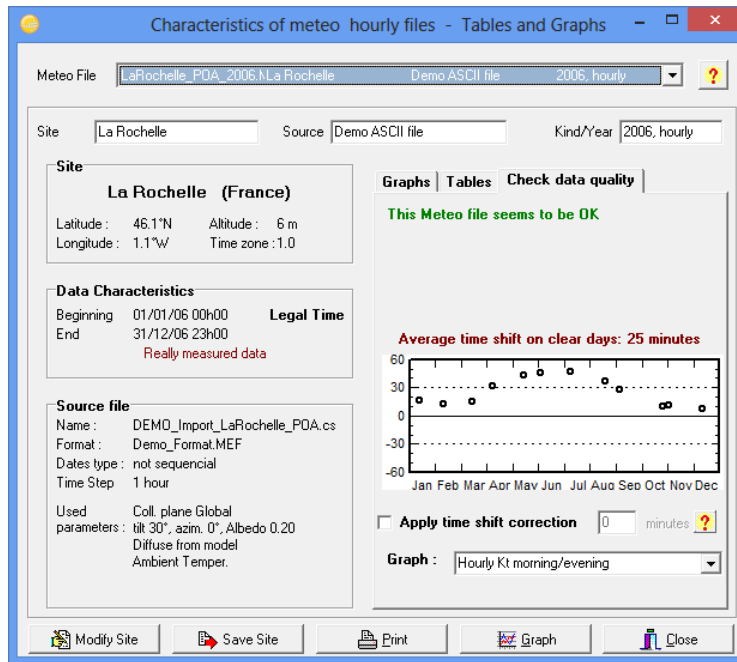 Characteristics of meteo hourly files - Tables and Graphs
Meteo File LaRochelle_POA_2006.MLa Rochelle Demo ASCII file 2006, hourly
?
Site La Rochelle Source Demo ASCII file Kind/Year 2006, hourly
Site
La Rochelle (France)
Latitude : 46.1°N Altitude : 6 m
Longitude : 1.1°W Time zone :1.0
Data Characteristics
Beginning 01/01/06 00h00 Legal Time
End 31/12/06 23h00
Really measured data
Source file
Name : DEMO_Import_LaRochelle_POA.cs
Format : Demo_Format.MEF
Dates type : not sequencial
Time Step 1 hour
Used Coll. plane Global
parameters : tilt 30°, azim. 0°, Albedo 0.20
Diffuse from model
Ambient Temper.
Graphs Tables Check data quality
This Meteo file seems to be OK
Average time shift on clear days: 25 minutes
60
30
0
-30
-60
Jan Feb Mar Apr May Jun Jul Aug Sep Oct Nov Dec
Apply time shift correction 0 minutes ?
Graph : Hourly Kt morning/evening
Modify Site Save Site Print Graph Close